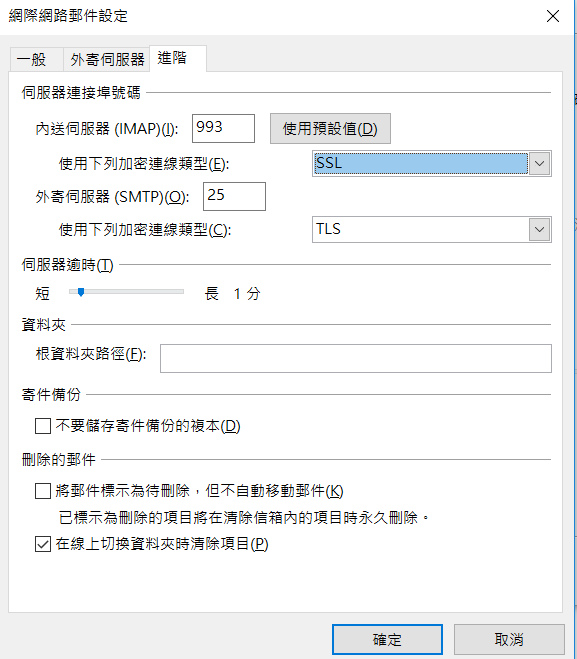 網際網路郵件設定
一般 外寄伺服器 進階
伺服器連接埠號碼
內送伺服器 (IMAP)(I): 993 使用預設值(D)
使用下列加密連線類型(E): SSL
外寄伺服器 (SMTP)(O): 25
使用下列加密連線類型(C): TLS
伺服器逾時(T)
短 長 1 分
資料夾
根資料夾路徑(F):
寄件備份
不要儲存寄件備份的複本(D)
刪除的郵件
將郵件標示為待刪除，但不自動移動郵件(K)
已標示為刪除的項目將在清除信箱內的項目時永久刪除。
在線上切換資料夾時清除項目(P)
確定 取消